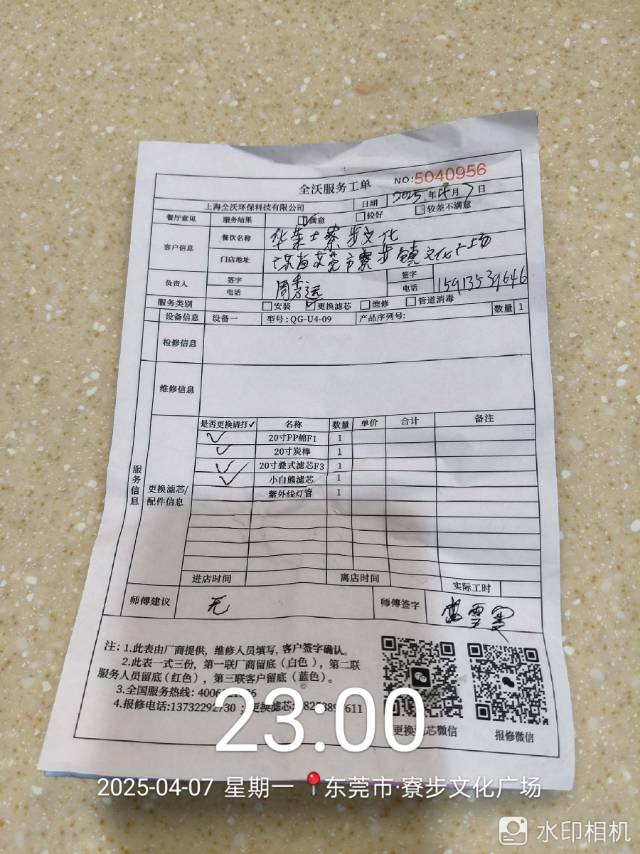 全沃服务工单
NO:5040956
上海全沃环保科技有限公司 日期 2025年4月7日
餐厅意见 服务结果 满意 较好 较差不满意
客户信息 餐饮名称 华莱士寮步文化
门店地址 东莞市寮步镇文化广场
负责人 签字 周 远 签字
电话 电话 15913539646
服务类别 安装 更换滤芯 维修 管道消毒
设备信息 设备一 型号:QG-U4-09 产品序列号: 数量 1
检修信息
维修信息
服务信息
更换滤芯/配件信息
是否更换请打✓ 名称 数量 单价 合计 备注
✓ 20寸PP棉F1 1
20寸炭棒 1
✓ 20寸叠式滤芯F3 1
✓ 小白熊滤芯 1
紫外线灯管 1
进店时间 离店时间 实际工时
师傅建议 无 师傅签字
注:1.此表由厂商提供,维修人员填写,客户签字确认。
2.此表一式三份,第一联厂商留底(白色),第二联
服务人员留底(红色),第三联客户留底(蓝色)。
3.全国服务热线:4006
4.报修电话:13732292730;更换滤芯:
更换滤芯微信 报修微信
23:00
2025-04-07 星期一 东莞市·寮步文化广场
水印相机